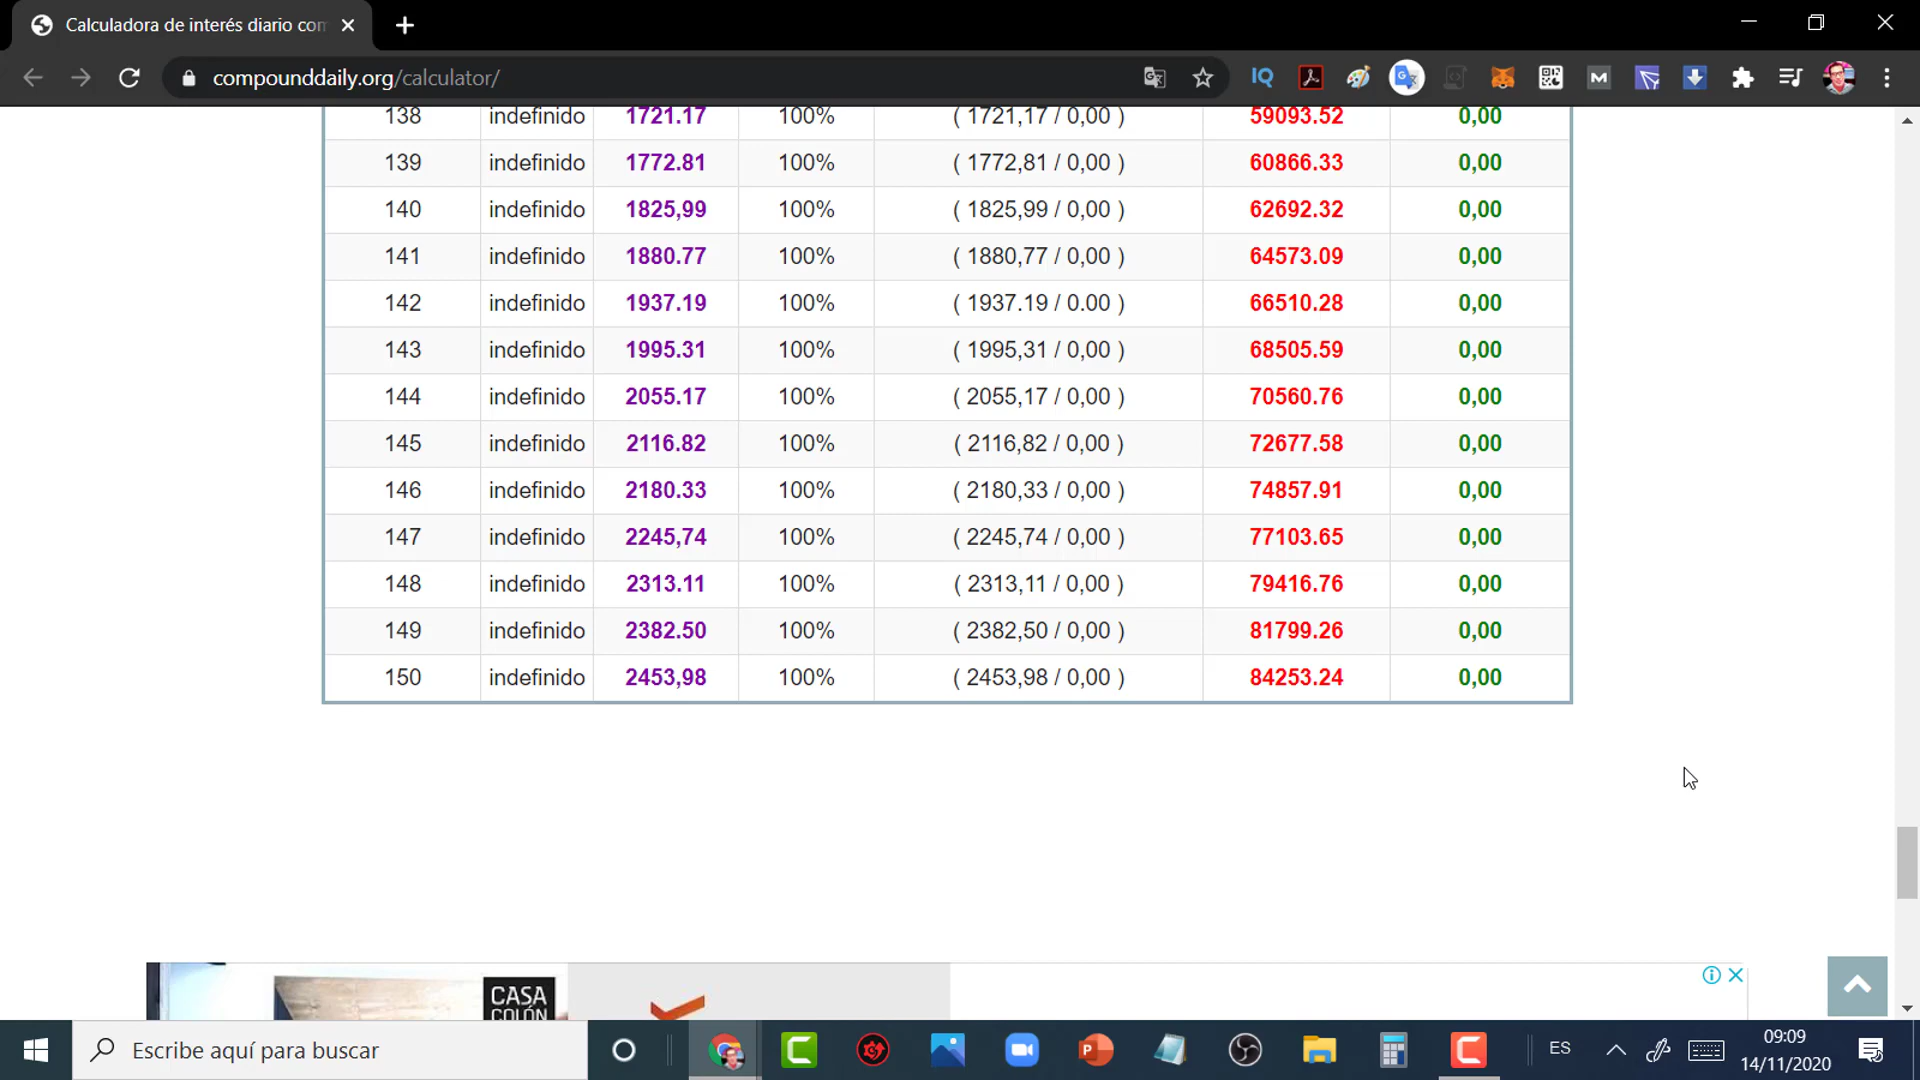 Calculadora de interés diario com
compounddaily.org/calculator/
138 indefinido 1721.17 100% ( 1721,17 / 0,00 ) 59093.52 0,00
139 indefinido 1772.81 100% ( 1772,81 / 0,00 ) 60866.33 0,00
140 indefinido 1825,99 100% ( 1825,99 / 0,00 ) 62692.32 0,00
141 indefinido 1880.77 100% ( 1880,77 / 0,00 ) 64573.09 0,00
142 indefinido 1937.19 100% ( 1937.19 / 0.00 ) 66510.28 0,00
143 indefinido 1995.31 100% ( 1995,31 / 0,00 ) 68505.59 0,00
144 indefinido 2055.17 100% ( 2055,17 / 0,00 ) 70560.76 0,00
145 indefinido 2116.82 100% ( 2116,82 / 0,00 ) 72677.58 0,00
146 indefinido 2180.33 100% ( 2180,33 / 0,00 ) 74857.91 0,00
147 indefinido 2245,74 100% ( 2245,74 / 0,00 ) 77103.65 0,00
148 indefinido 2313.11 100% ( 2313,11 / 0,00 ) 79416.76 0,00
149 indefinido 2382.50 100% ( 2382,50 / 0,00 ) 81799.26 0,00
150 indefinido 2453,98 100% ( 2453,98 / 0,00 ) 84253.24 0,00
CASA
COLÓN
Escribe aquí para buscar
ES
09:09
14/11/2020